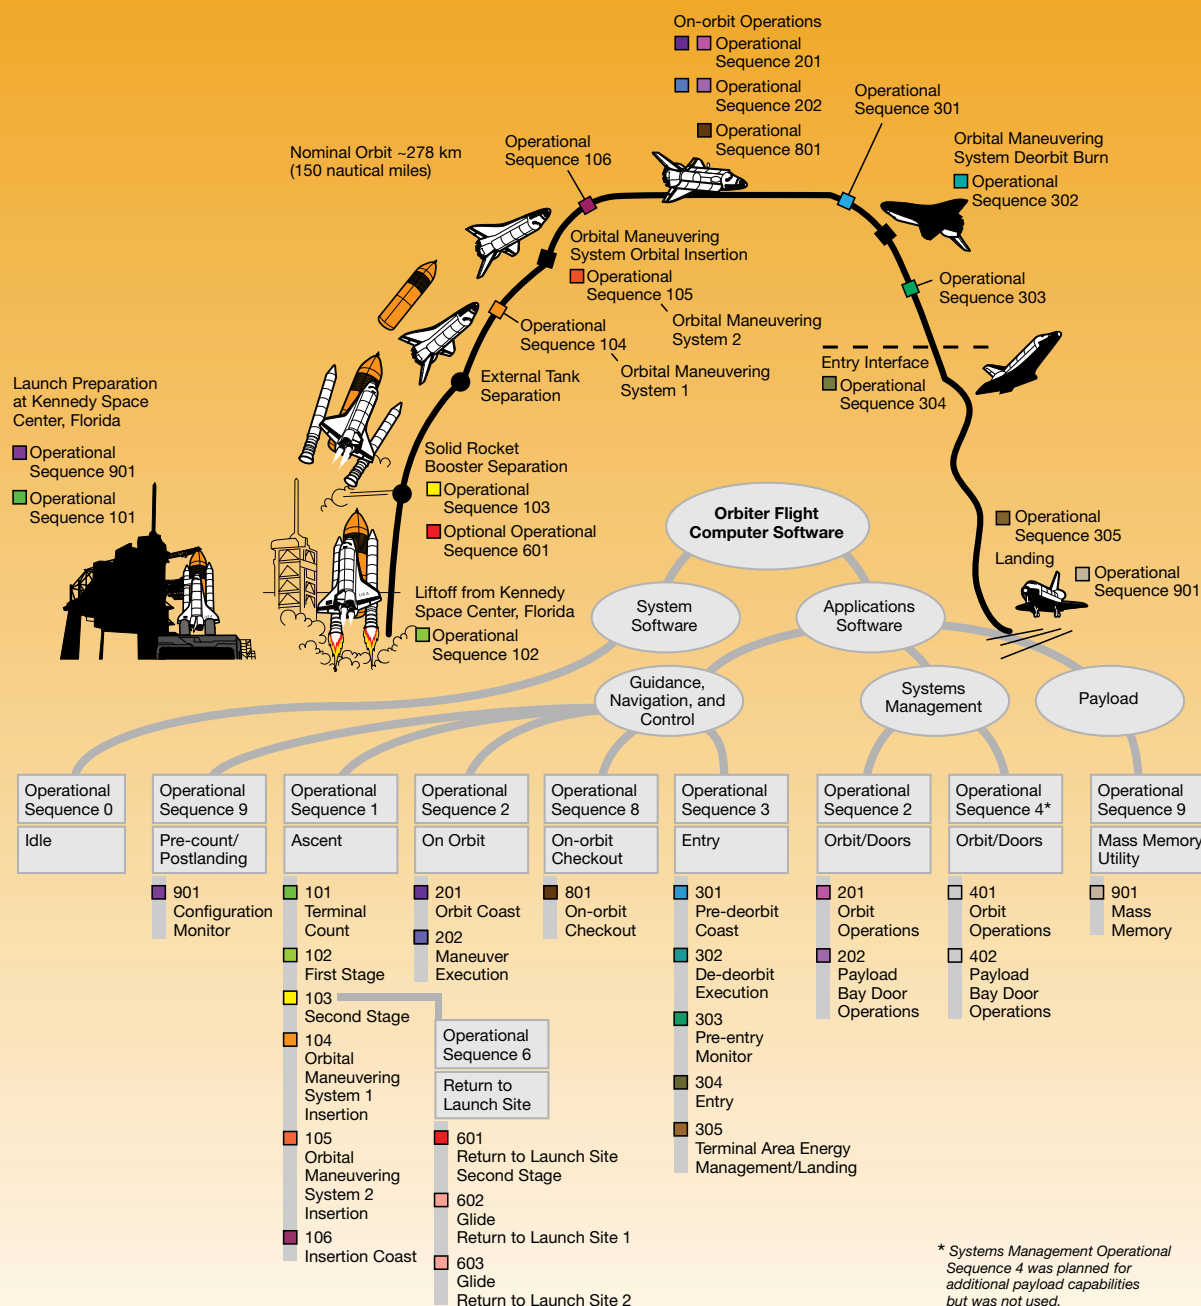 On-orbit Operations
Operational
Sequence 201
Operational
Sequence 202
Operational
Sequence 801
Operational
Sequence 301
Orbital Maneuvering
System Deorbit Burn
Operational
Sequence 302
Operational
Sequence 106
Nominal Orbit ~278 km
(150 nautical miles)
Orbital Maneuvering
System Orbital Insertion
Operational
Sequence 105
Orbital Maneuvering
System 2
Operational
Sequence 303
Operational
Sequence 104
Orbital Maneuvering
System 1
Entry Interface
Operational
Sequence 304
External Tank
Separation
Launch Preparation
at Kennedy Space
Center, Florida
Operational
Sequence 901
Operational
Sequence 101
Solid Rocket
Booster Separation
Operational
Sequence 103
Optional Operational
Sequence 601
Liftoff from Kennedy
Space Center, Florida
Operational
Sequence 102
USA
Operational
Sequence 305
Landing
Operational
Sequence 901
Orbiter Flight
Computer Software
System
Software
Applications
Software
Guidance,
Navigation, and
Control
Systems
Management
Payload
Operational
Sequence 0
Idle
Operational
Sequence 9
Pre-count/
Postlanding
901
Configuration
Monitor
Operational
Sequence 1
Ascent
101
Terminal
Count
102
First Stage
103
Second Stage
104
Orbital
Maneuvering
System 1
Insertion
105
Orbital
Maneuvering
System 2
Insertion
106
Insertion Coast
Operational
Sequence 2
On Orbit
201
Orbit Coast
202
Maneuver
Execution
Operational
Sequence 6
Return to
Launch Site
601
Return to Launch Site
Second Stage
602
Glide
Return to Launch Site 1
603
Glide
Return to Launch Site 2
Operational
Sequence 8
On-orbit
Checkout
801
On-orbit
Checkout
Operational
Sequence 3
Entry
301
Pre-deorbit
Coast
302
De-deorbit
Execution
303
Pre-entry
Monitor
304
Entry
305
Terminal Area Energy
Management/Landing
Operational
Sequence 2
Orbit/Doors
201
Orbit
Operations
202
Payload
Bay Door
Operations
Operational
Sequence 4*
Orbit/Doors
401
Orbit
Operations
402
Payload
Bay Door
Operations
Operational
Sequence 9
Mass Memory
Utility
901
Mass
Memory
* Systems Management Operational
Sequence 4 was planned for
additional payload capabilities
but was not used.